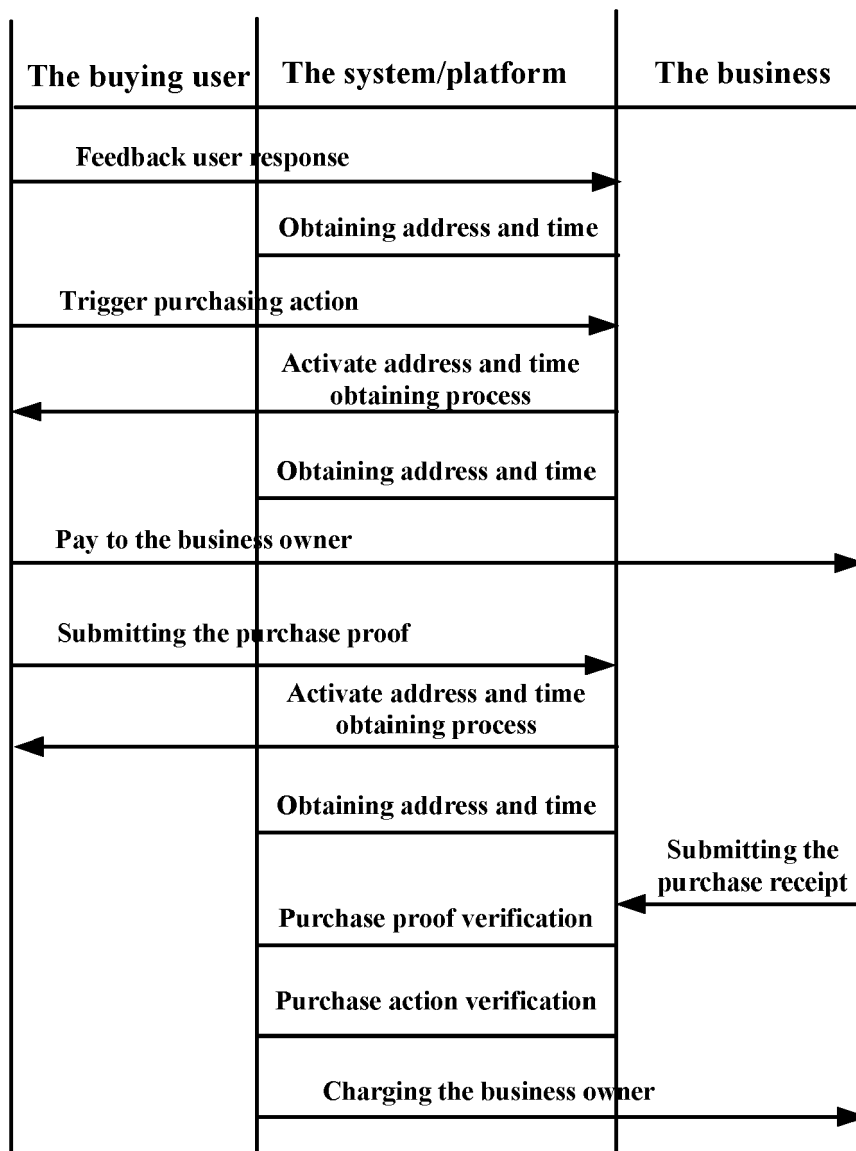 The buying user
The system/platform
The business
Feedback user response
Obtaining address and time
Trigger purchasing action
Activate address and time
obtaining process
Obtaining address and time
Pay to the business owner
Submitting the purchase proof
Activate address and time
obtaining process
Obtaining address and time
Submitting the
purchase receipt
Purchase proof verification
Purchase action verification
Charging the business owner